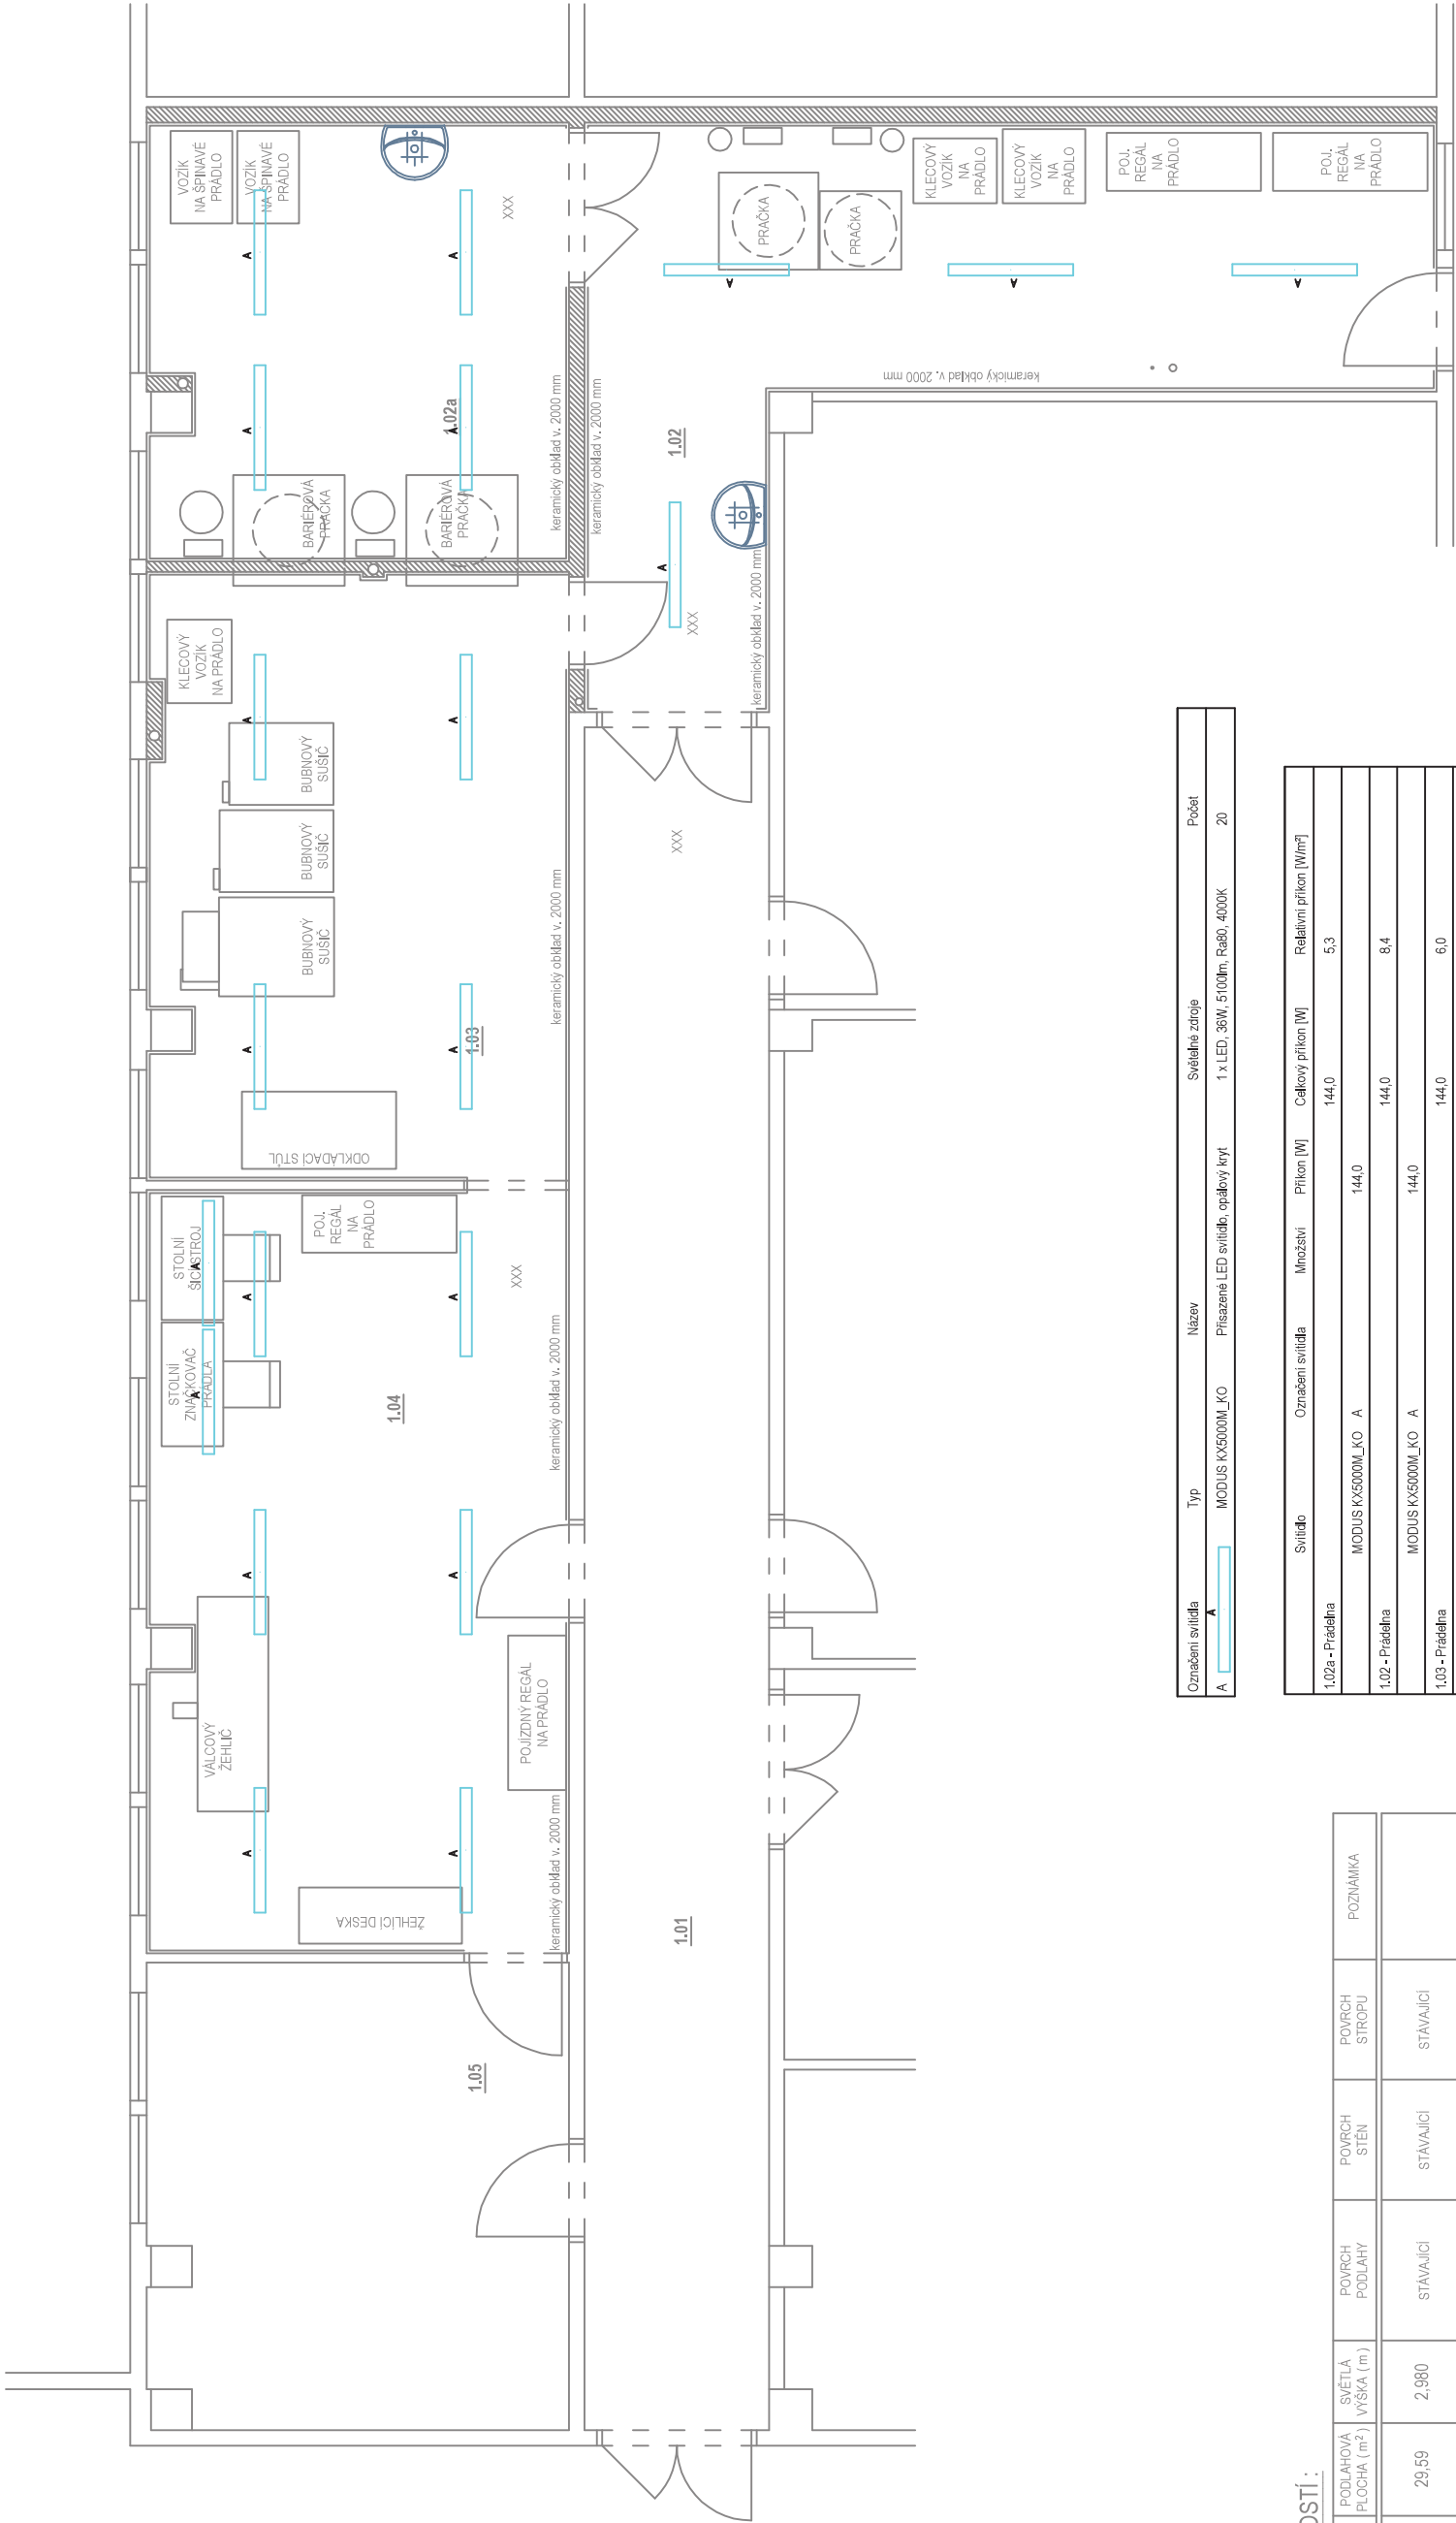 VOZÍK
NA ŠPINAVÉ
PRÁDLO
VOZÍK
NA ŠPINAVÉ
PRÁDLO
XXX
A
A
A
A
1.02a
BARIÉROVÁ
PRAČKA
BARIÉROVÁ
PRAČKA
keramický obklad v. 2000 mm
keramický obklad v. 2000 mm
PRAČKA
PRAČKA
KLECOVÝ
VOZÍK
NA
PRÁDLO
KLECOVÝ
VOZÍK
NA
PRÁDLO
POJ.
REGÁL
NA
PRÁDLO
POJ.
REGÁL
NA
PRÁDLO
A
A
A
keramický obklad v. 2000 mm
1.02
A
XXX
keramický obklad v. 2000 mm
KLECOVÝ
VOZÍK
NA PRÁDLO
A
A
BUBNOVÝ
SUŠIČ
BUBNOVÝ
SUŠIČ
BUBNOVÝ
SUŠIČ
XXX
keramický obklad v. 2000 mm
A
A
1.03
ODKLÁDACÍ STŮL
STOLNÍ
ŠICÍ STROJ
A
STOLNÍ
ZNAČKOVAČ
PRÁDLA
A
POJ.
REGÁL
NA
PRÁDLO
A
A
XXX
keramický obklad v. 2000 mm
1.04
A
A
VÁLCOVÝ
ŽEHLIČ
POJÍZDNÝ REGÁL
NA PRÁDLO
A
A
keramický obklad v. 2000 mm
ŽEHLÍCÍ DESKA
1.01
1.05
Označení svítidla Typ Název Světelné zdroje Počet
A A MODUS KX5000M_KO Přisazené LED svítidlo, opálový kryt 1 x LED, 36W, 5100lm, Ra80, 4000K 20
Svítidlo Označení svítidla Množství Příkon [W] Celkový příkon [W] Relativní příkon [W/m²]
1.02a - Prádelna 144,0 5,3
MODUS KX5000M_KO A 144,0
1.02 - Prádelna 144,0 8,4
MODUS KX5000M_KO A 144,0
1.03 - Prádelna 144,0 6,0
OSTÍ :
PODLAHOVÁ
PLOCHA ( m² )
SVĚTLÁ
VÝŠKA ( m )
POVRCH
PODLAHY
POVRCH
STĚN
POVRCH
STROPU
POZNÁMKA
29,59 2,980 STÁVAJÍCÍ STÁVAJÍCÍ STÁVAJÍCÍ